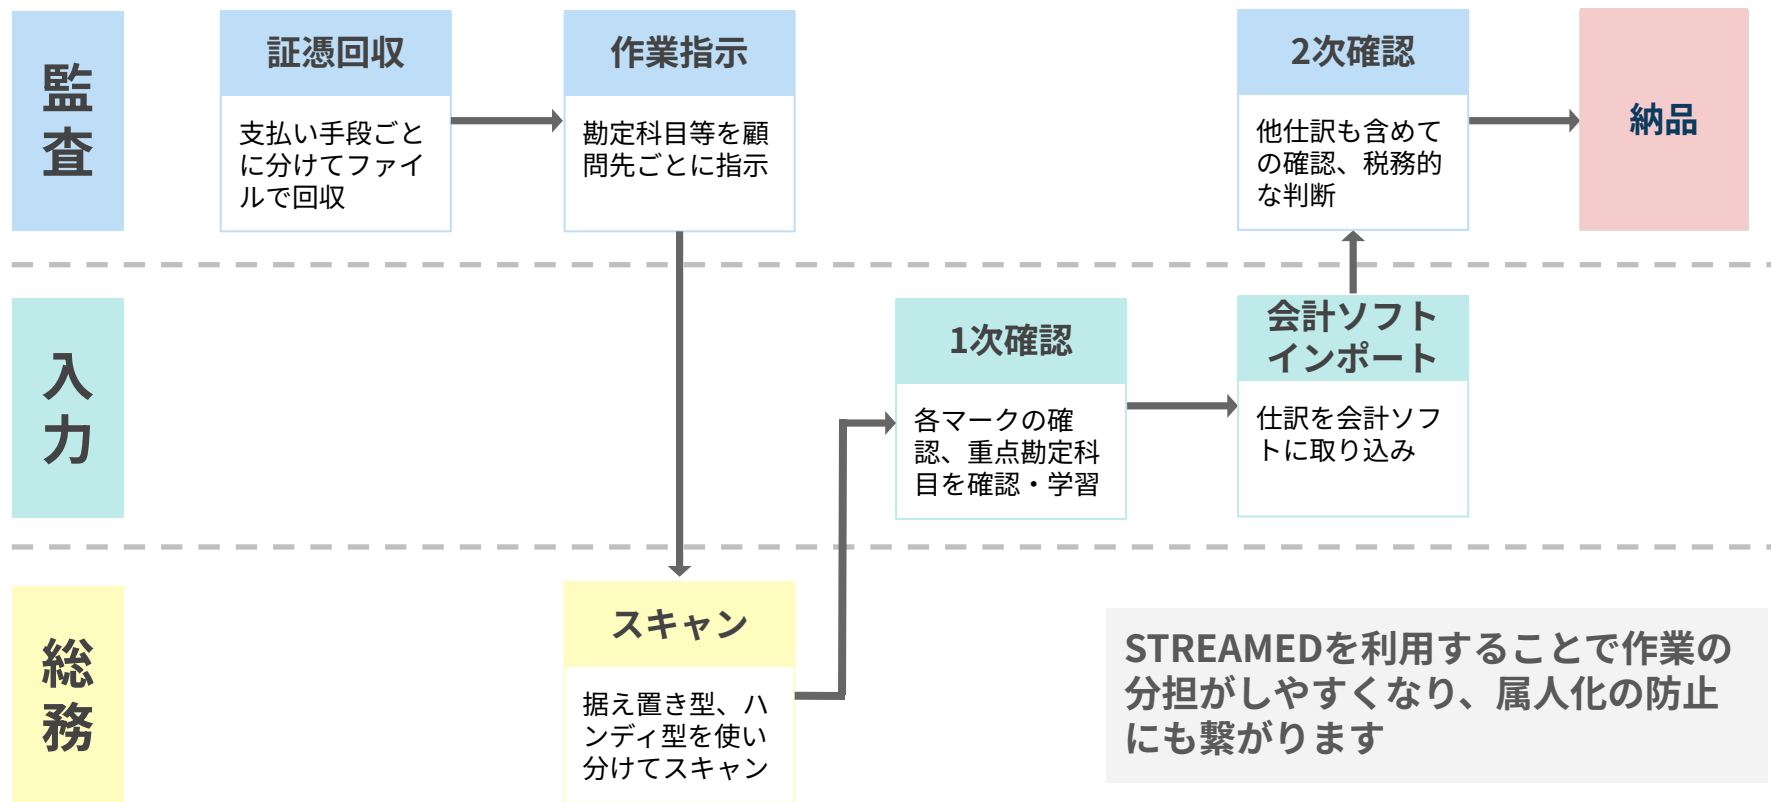 監査
証憑回収
支払い手段ごと
に分けてファイ
ルで回収
作業指示
勘定科目等を顧
問先ごとに指示
2次確認
他仕訳も含めて
の確認、税務的
な判断
納品
入力
1次確認
各マークの確
認、重点勘定科
目を確認・学習
会計ソフト
インポート
仕訳を会計ソフ
トに取り込み
総務
スキャン
据え置き型、ハ
ンディ型を使い
分けてスキャン
STREAMEDを利用することで作業の
分担がしやすくなり、属人化の防止
にも繋がります